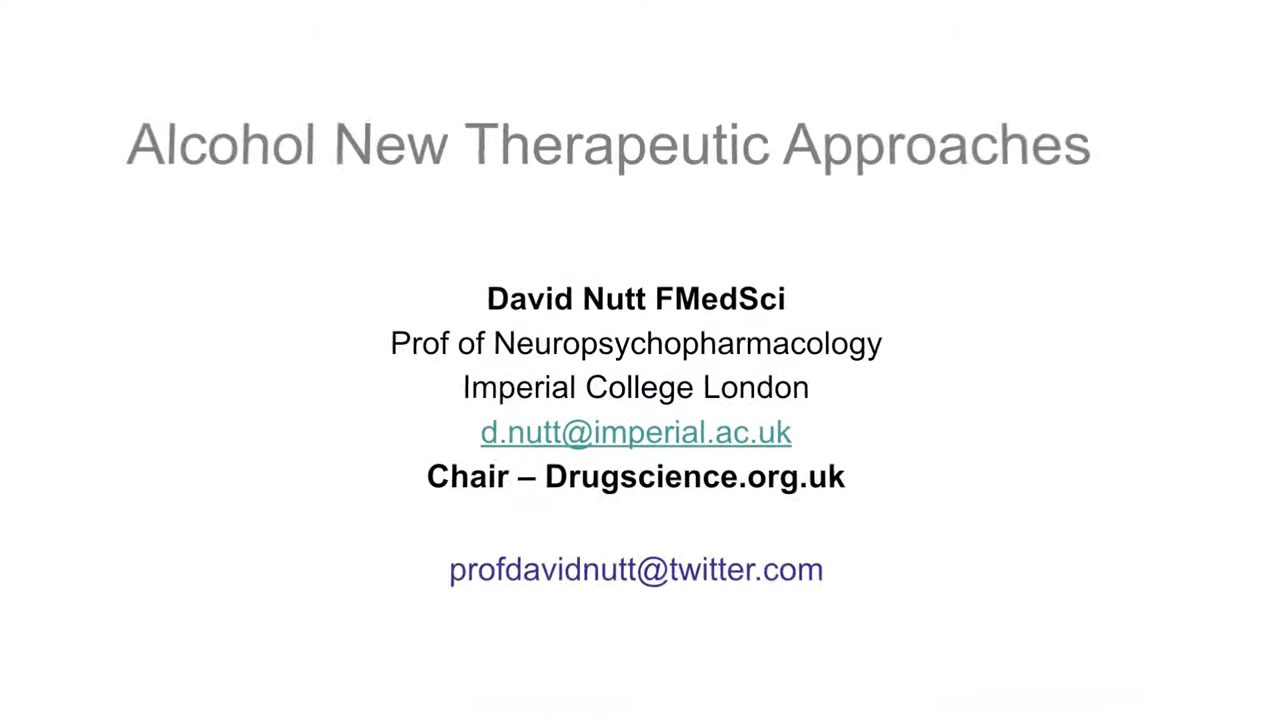 Alcohol New Therapeutic Approaches
David Nutt FMedSci
Prof of Neuropsychopharmacology
Imperial College London
d.nutt@imperial.ac.uk
Chair – Drugscience.org.uk
profdavidnutt@twitter.com